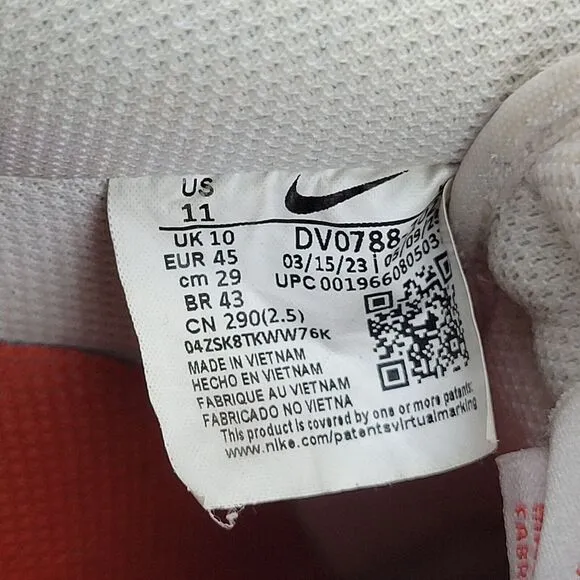 US
11
UK 10
EUR 45
cm 29
BR 43
CN 290(2.5)
04ZSK8TKWW76K
DV0788
03/15/23 |
UPC 00196608050
MADE IN VIETNAM
HECHO EN VIETNAM
FABRIQUE AU VIETNAM
FABRICADO NO VIETNA
This product is covered by one or more patents:
www.nike.com/patentsvirtualmarking